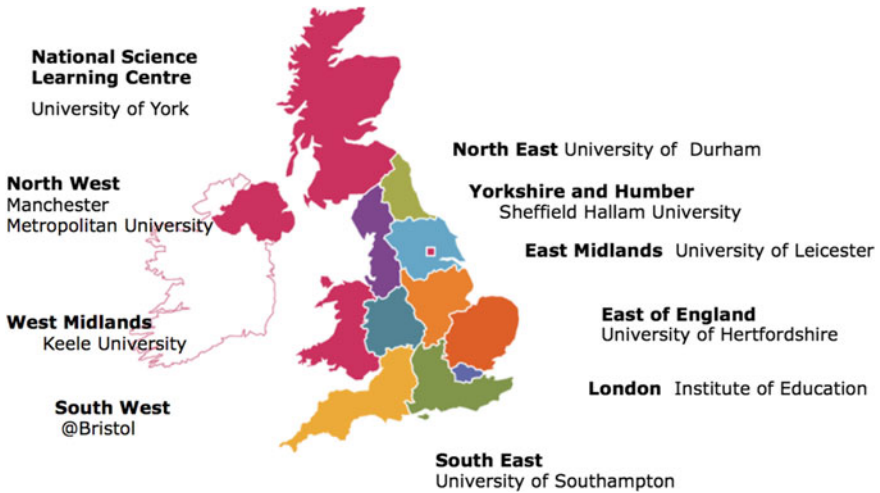 National Science
Learning Centre
University of York
North East University of Durham
North West
Manchester
Metropolitan University
Yorkshire and Humber
Sheffield Hallam University
East Midlands University of Leicester
West Midlands
Keele University
East of England
University of Hertfordshire
London Institute of Education
South West
@Bristol
South East
University of Southampton